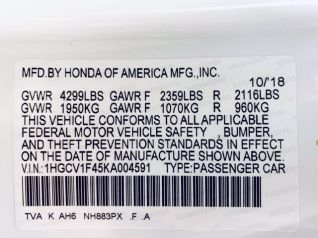 MFD.BY HONDA OF AMERICA MFG.,INC.
10/'18
GVWR 4299LBS GAWR F 2359LBS R 2116LBS
GVWR 1950KG GAWR F 1070KG R 960KG
THIS VEHICLE CONFORMS TO ALL APPLICABLE
FEDERAL MOTOR VEHICLE SAFETY , BUMPER,
AND THEFT PREVENTION STANDARDS IN EFFECT
ON THE DATE OF MANUFACTURE SHOWN ABOVE.
V.I.N.:1HGCV1F45KA004591 TYPE:PASSENGER CAR
TVA K AH6 NH883PX .F .A